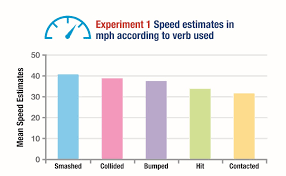 Experiment 1 Speed estimates in
mph according to verb used
Mean Speed Estimates
50
40
30
20
10
0
Smashed Collided Bumped Hit Contacted